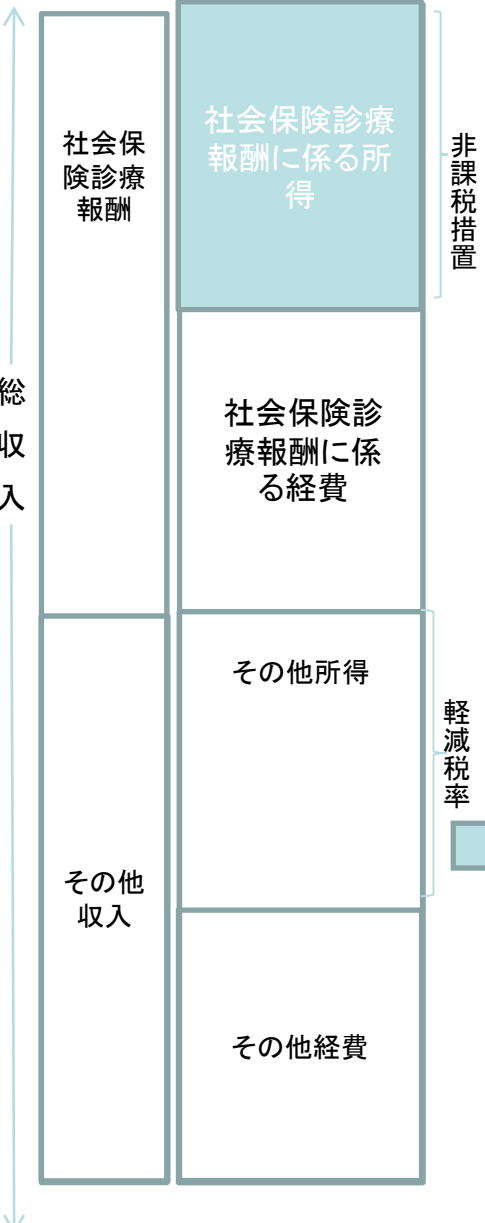 社会保
険診療
報酬
社会保険診療
報酬に係る所
得
非課税措置
総
収
入
社会保険診
療報酬に係
る経費
その他所得
軽減税率
その他
収入
その他経費